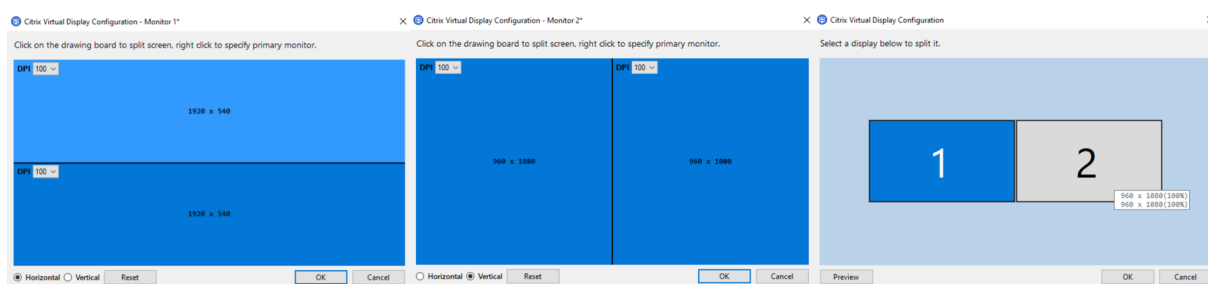 Citrix Virtual Display Configuration - Monitor 1*
Click on the drawing board to split screen, right click to specify primary monitor.
DPI 100
1920 x 540
DPI 100
1920 x 540
Horizontal Vertical Reset OK Cancel
Citrix Virtual Display Configuration - Monitor 2*
Click on the drawing board to split screen, right click to specify primary monitor.
DPI 100 DPI 100
960 x 1080 960 x 1080
Horizontal Vertical Reset OK Cancel
Citrix Virtual Display Configuration
Select a display below to split it.
1 2
960 x 1080(100%)
960 x 1080(100%)
Preview OK Cancel